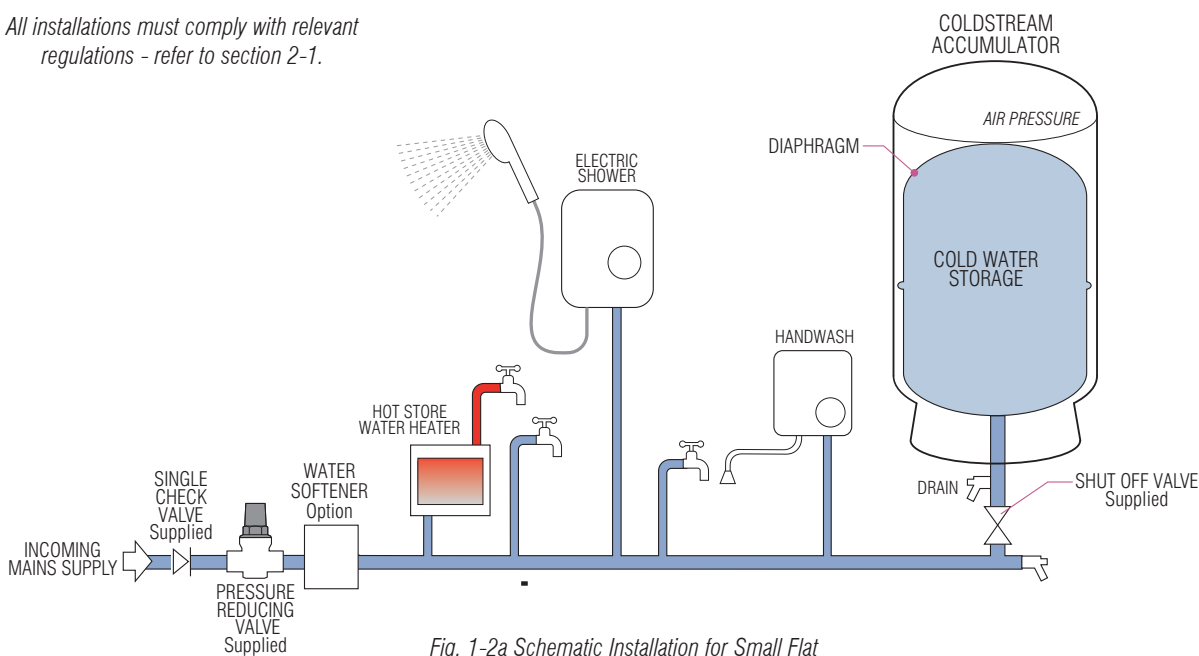 All installations must comply with relevant
regulations - refer to section 2-1.
COLDSTREAM
ACCUMULATOR
AIR PRESSURE
DIAPHRAGM
ELECTRIC
SHOWER
COLD WATER
STORAGE
HANDWASH
HOT STORE
WATER HEATER
WATER
SOFTENER
Option
SINGLE
CHECK
VALVE
Supplied
DRAIN
SHUT OFF VALVE
Supplied
INCOMING
MAINS SUPPLY
PRESSURE
REDUCING
VALVE
Supplied
Fig. 1-2a Schematic Installation for Small Flat